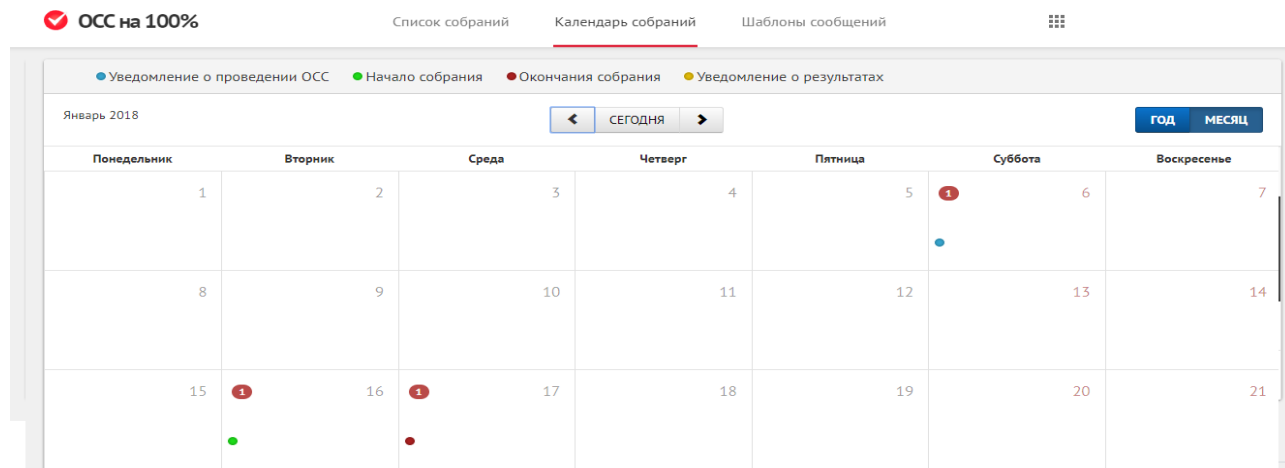 ОСС на 100% Список собраний Календарь собраний Шаблоны сообщений
Уведомление о проведении ОСС Начало собрания Окончания собрания Уведомление о результатах
Январь 2018 СЕГОДНЯ ГОД МЕСЯЦ
Понедельник Вторник Среда Четверг Пятница Суббота Воскресенье
1 2 3 4 5 1 6 7
8 9 10 11 12 13 14
15 1 16 1 17 18 19 20 21